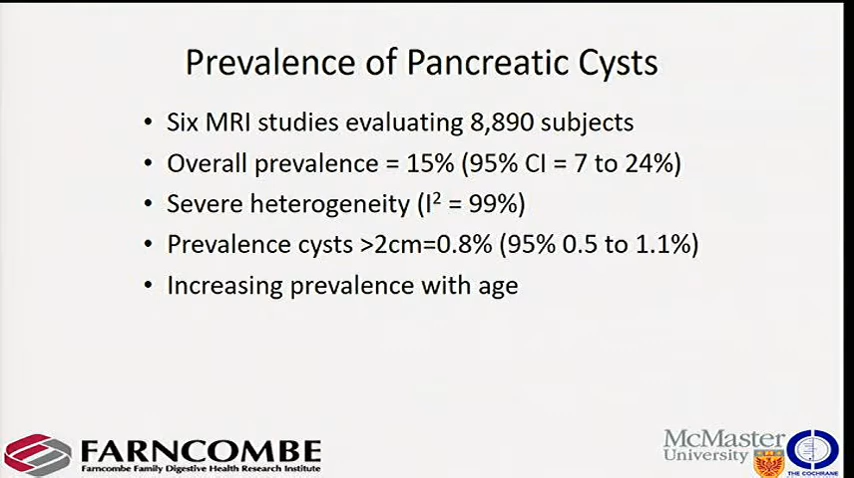 Prevalence of Pancreatic Cysts
• Six MRI studies evaluating 8,890 subjects
• Overall prevalence = 15% (95% CI = 7 to 24%)
• Severe heterogeneity (I² = 99%)
• Prevalence cysts >2cm=0.8% (95% 0.5 to 1.1%)
• Increasing prevalence with age
FARNCOMBE
Farncombe Family Digestive Health Research Institute
McMaster
University
THE COCHRANE